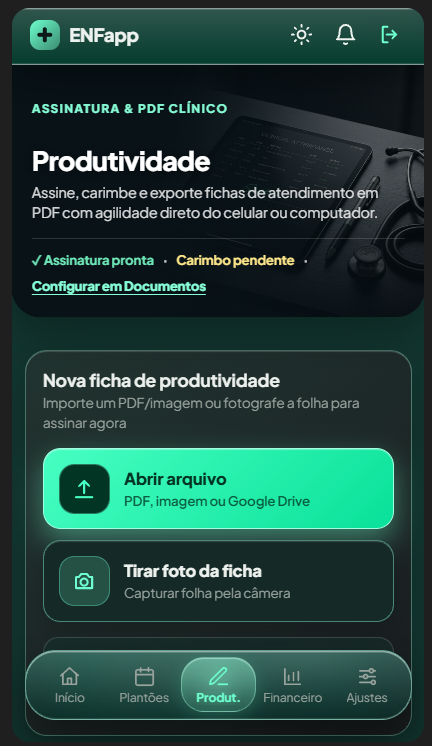 ENFapp
ASSINATURA & PDF CLÍNICO
Produtividade
Assine, carimbe e exporte fichas de atendimento em
PDF com agilidade direto do celular ou computador.
✓ Assinatura pronta · Carimbo pendente ·
Configurar em Documentos
Nova ficha de produtividade
Importe um PDF/imagem ou fotografe a folha para
assinar agora
Abrir arquivo
PDF, imagem ou Google Drive
Tirar foto da ficha
Capturar folha pela câmera
Início Plantões Produt. Financeiro Ajustes